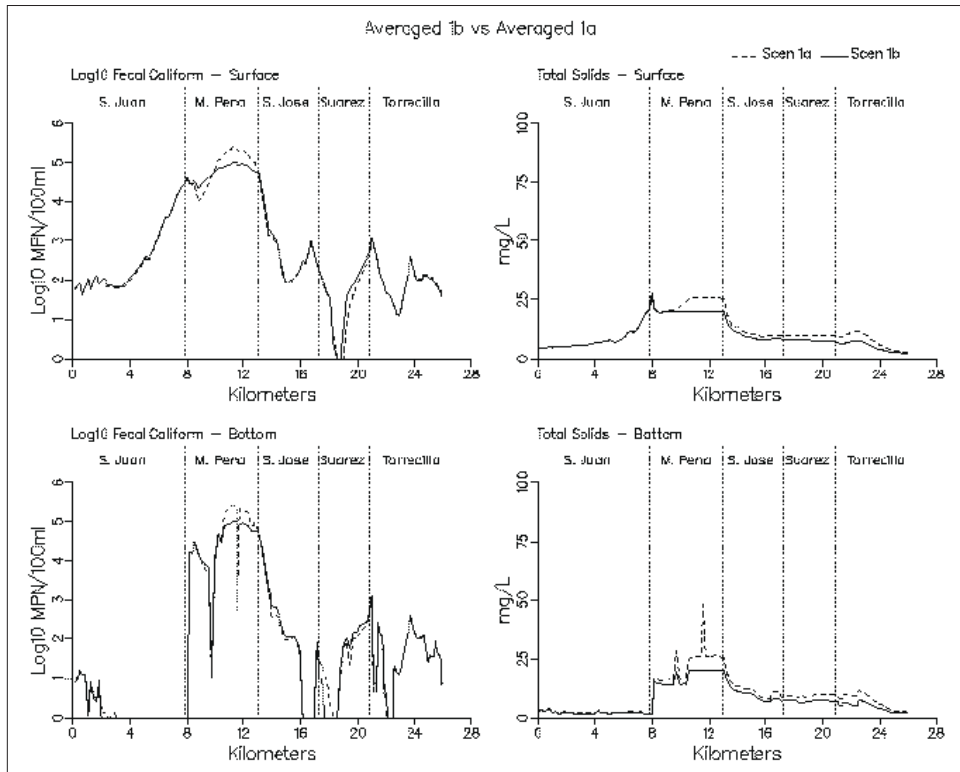 Averaged 1b vs Averaged 1a
Scen 1a Scen 1b
Log10 Fecal Caliform – Surface
S. Juan M. Pena S. Jose Suarez Torrecilla
Log10 MPN/100ml
6
5
4
3
2
1
0
0 4 8 12 16 20 24 28
Kilometers
Total Solids – Surface
S. Juan M. Pena S. Jose Suarez Torrecilla
mg/L
100
75
50
25
0
0 4 8 12 16 20 24 28
Kilometers
Log10 Fecal Caliform – Bottom
S. Juan M. Pena S. Jose Suarez Torrecilla
Log10 MPN/100ml
6
5
4
3
2
1
0
0 4 8 12 16 20 24 28
Kilometers
Total Solids – Bottom
S. Juan M. Pena S. Jose Suarez Torrecilla
mg/L
100
75
50
25
0
0 4 8 12 16 20 24 28
Kilometers